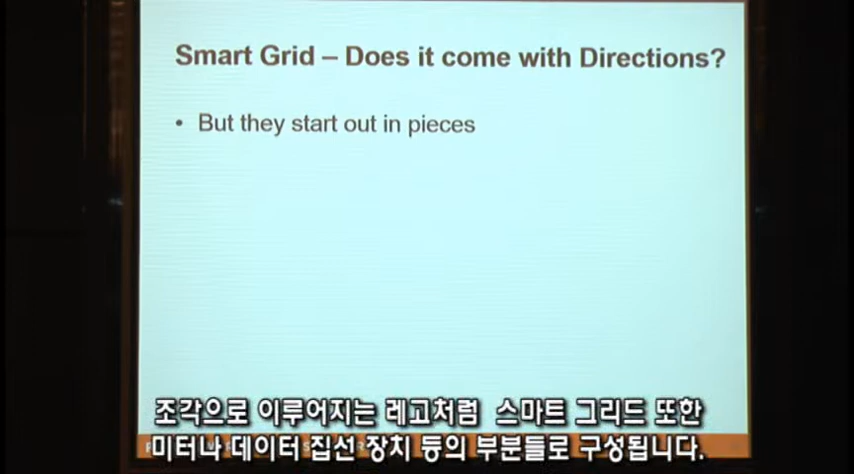 Smart Grid – Does it come with Directions?
• But they start out in pieces
조각으로 이루어지는 레고처럼 스마트 그리드 또한
미터나 데이터 집선 장치 등의 부분들로 구성됩니다.